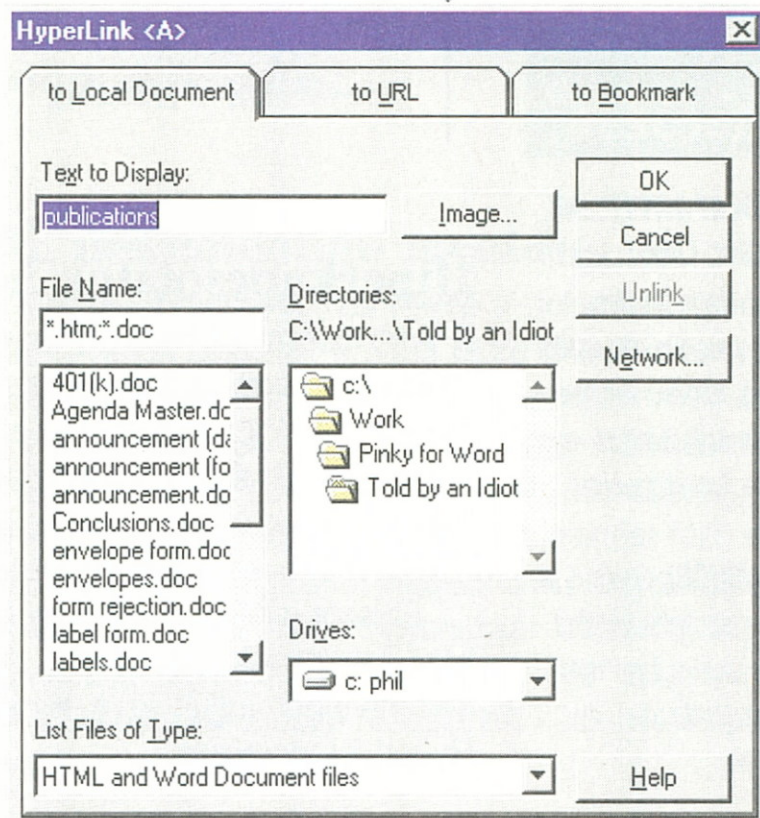 HyperLink <A>
to Local Document
to URL
to Bookmark
Text to Display:
publications
Image...
OK
Cancel
Unlink
Network...
File Name:
*.htm;*.doc
Directories:
C:\Work...\Told by an Idiot
401(k).doc
Agenda Master.dc
announcement (da
announcement (fo
announcement.do
Conclusions.doc
envelope form.doc
envelopes.doc
form rejection.doc
label form.doc
labels.doc
c:\
Work
Pinky for Word
Told by an Idiot
Drives:
c: phil
List Files of Type:
HTML and Word Document files
Help